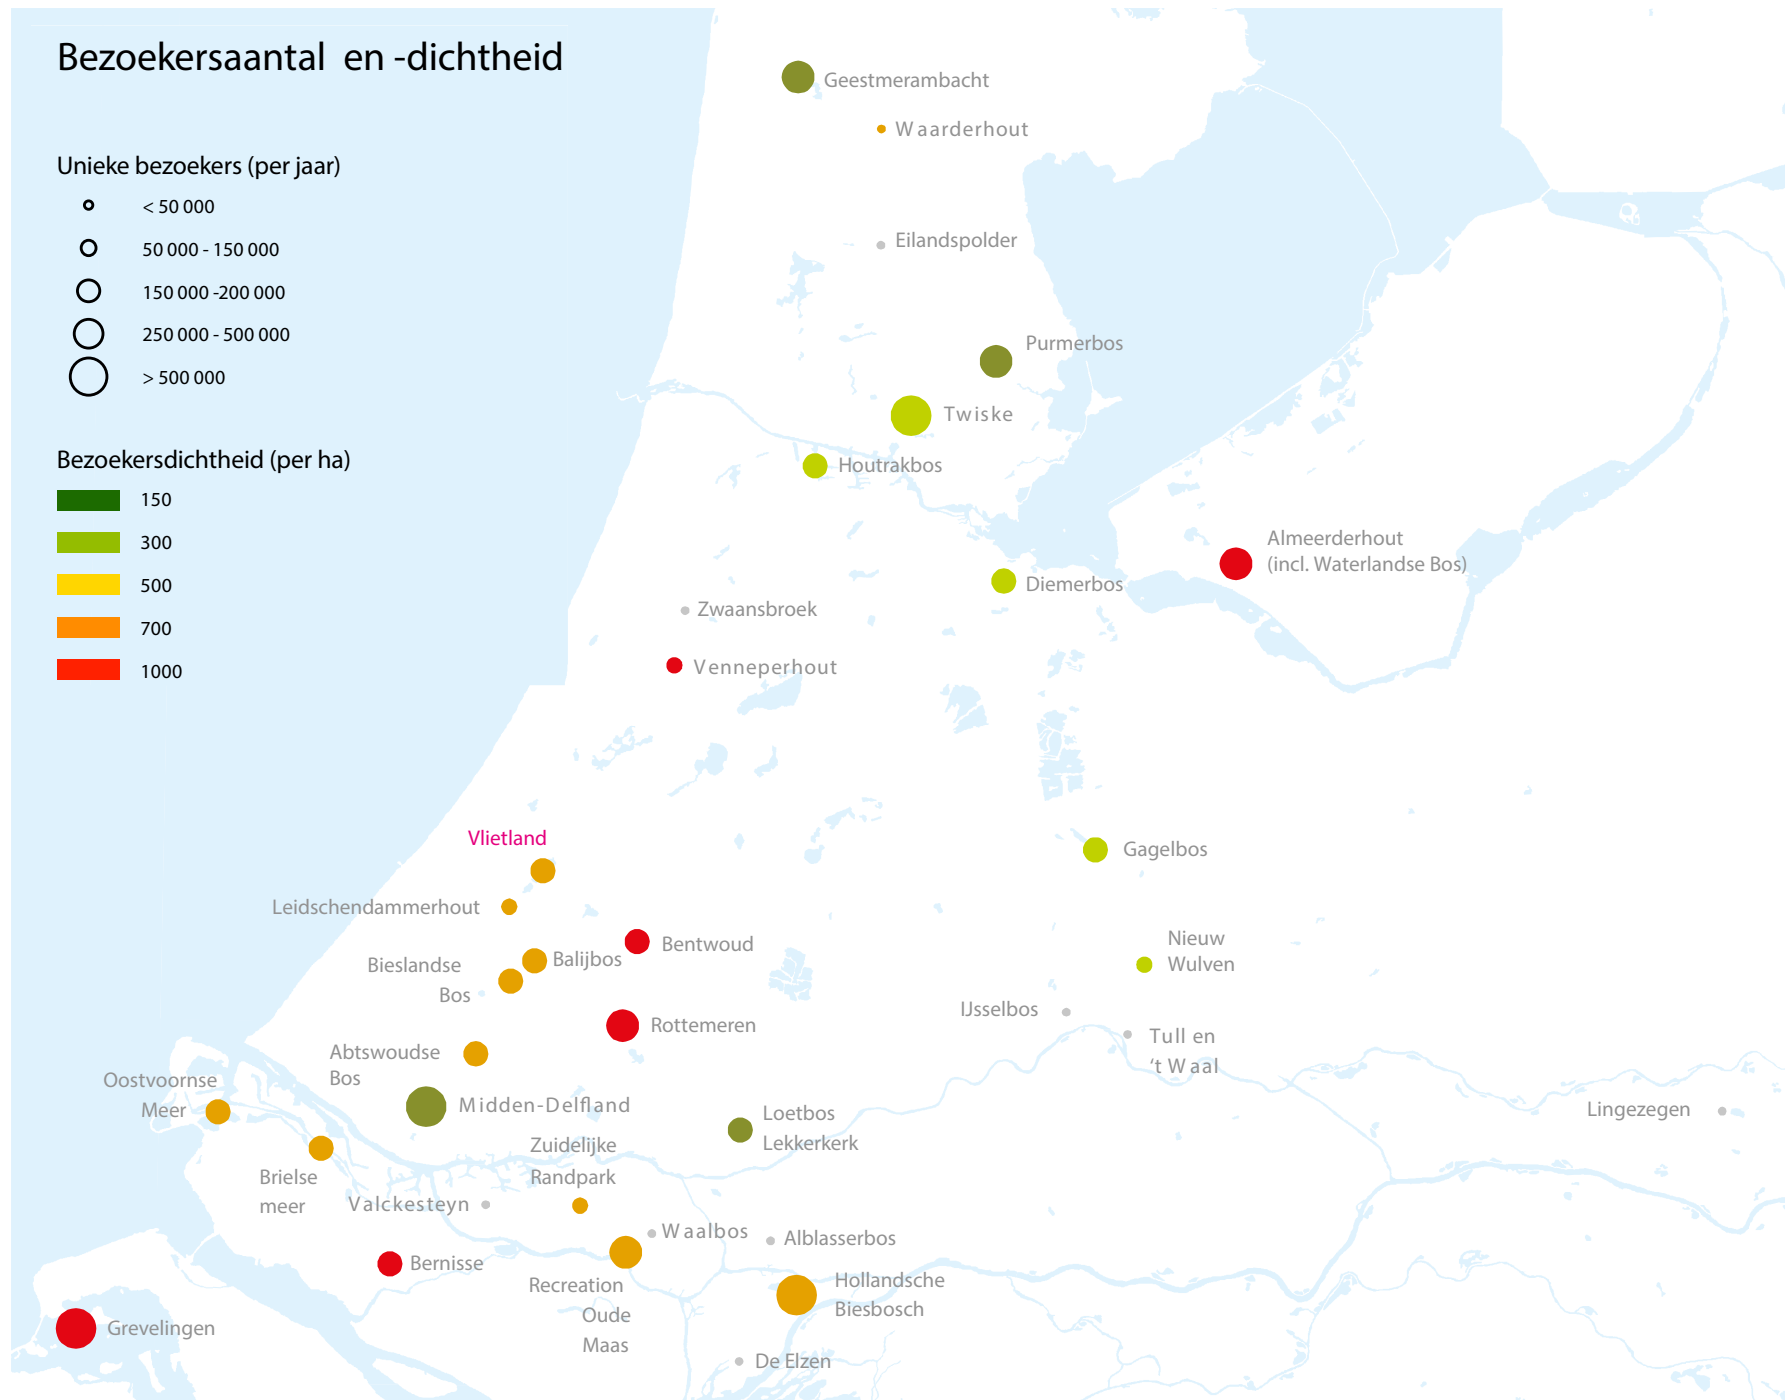 Bezoekersaantal en -dichtheid
Unieke bezoekers (per jaar)
< 50 000
50 000 - 150 000
150 000 -200 000
250 000 - 500 000
> 500 000
Bezoekersdichtheid (per ha)
150
300
500
700
1000
Geestmerambacht
Waarderhout
Eilandspolder
Purmerbos
Twiske
Houtrakbos
Almeerderhout
(incl. Waterlandse Bos)
Diemerbos
Zwaansbroek
Venneperhout
Vlietland
Gagelbos
Leidschendammerhout
Bentwoud
Nieuw
Wulven
Balijbos
Bieslandse
Bos
IJsselbos
Rottemeren
Tull en
‘t Waal
Abtswoudse
Bos
Oostvoornse
Meer
Midden-Delfland
Loetbos
Lekkerkerk
Lingezegen
Zuidelijke
Randpark
Brielse
meer
Valckesteyn
Waalbos
Alblasserbos
Bernisse
Recreation
Oude
Maas
Hollandsche
Biesbosch
Grevelingen
De Elzen